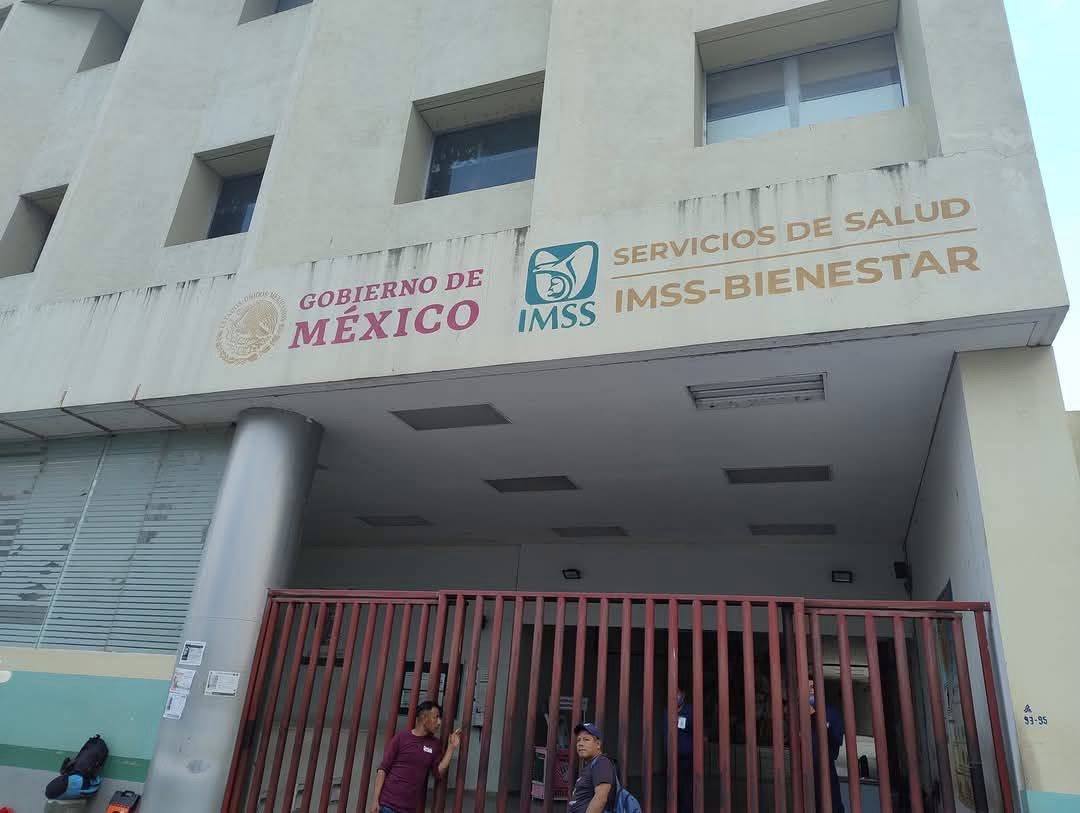 GOBIERNO DE
MÉXICO
IMSS
SERVICIOS DE SALUD
IMSS-BIENESTAR
93-95